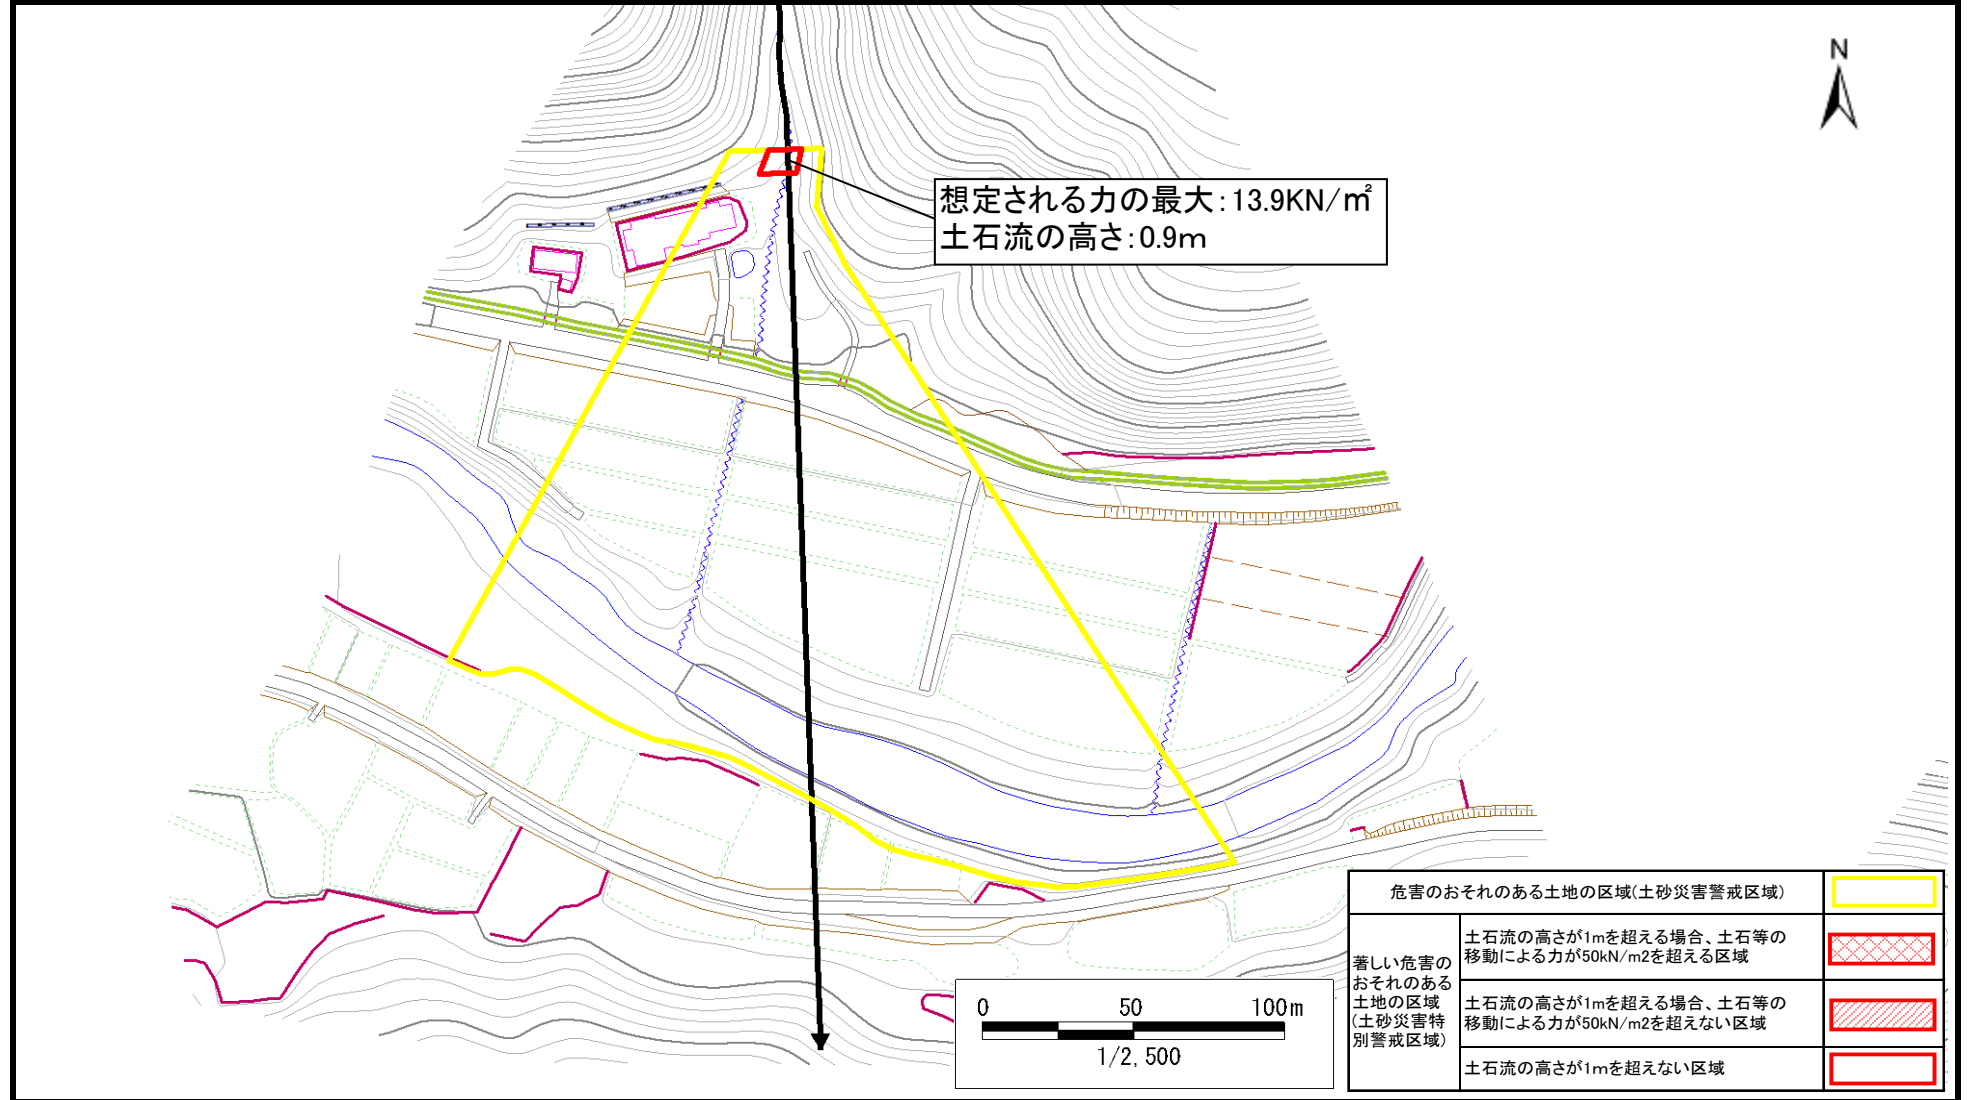 N
想定される力の最大:13.9KN/㎡
土石流の高さ:0.9m
危害のおそれのある土地の区域(土砂災害警戒区域)
著しい危害の
おそれのある
土地の区域
(土砂災害特
別警戒区域)
土石流の高さが1mを超える場合、土石等の
移動による力が50kN/m2を超える区域
土石流の高さが1mを超える場合、土石等の
移動による力が50kN/m2を超えない区域
土石流の高さが1mを超えない区域
0 50 100m
1/2,500